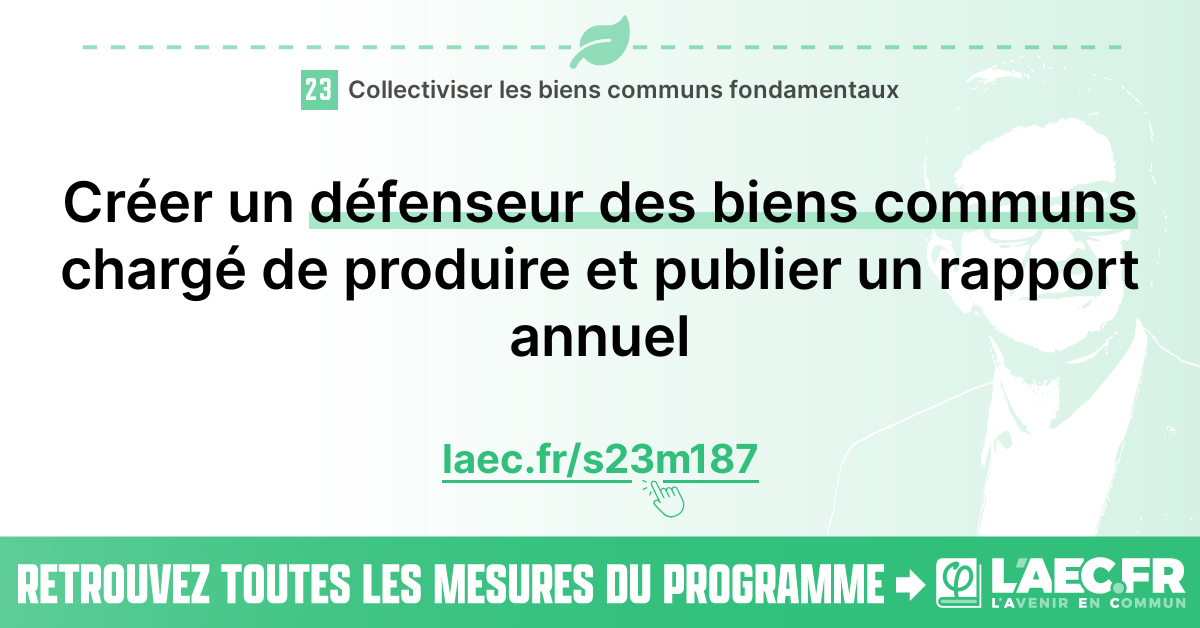 23 Collectiviser les biens communs fondamentaux
Créer un défenseur des biens communs
chargé de produire et publier un rapport
annuel
laec.fr/s23m187
RETROUVEZ TOUTES LES MESURES DU PROGRAMME
φ L'AEC.FR
L'AVENIR EN COMMUN